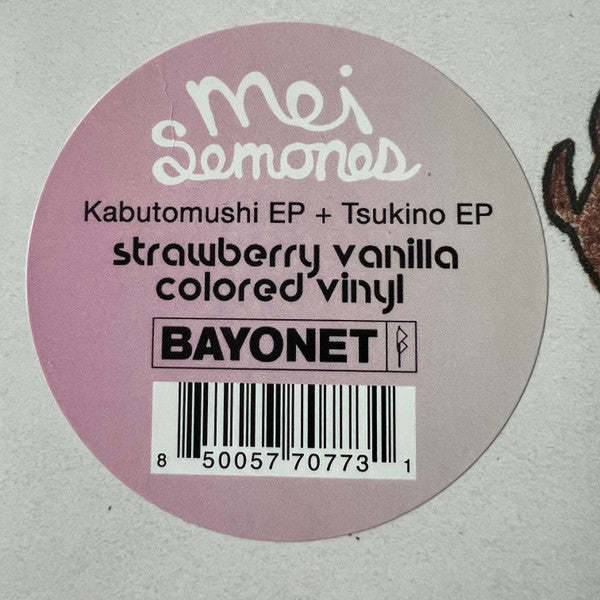 mei
Semones
Kabutomushi EP + Tsukino EP
strawberry vanilla
colored vinyl
BAYONET
8 50057 70773 1